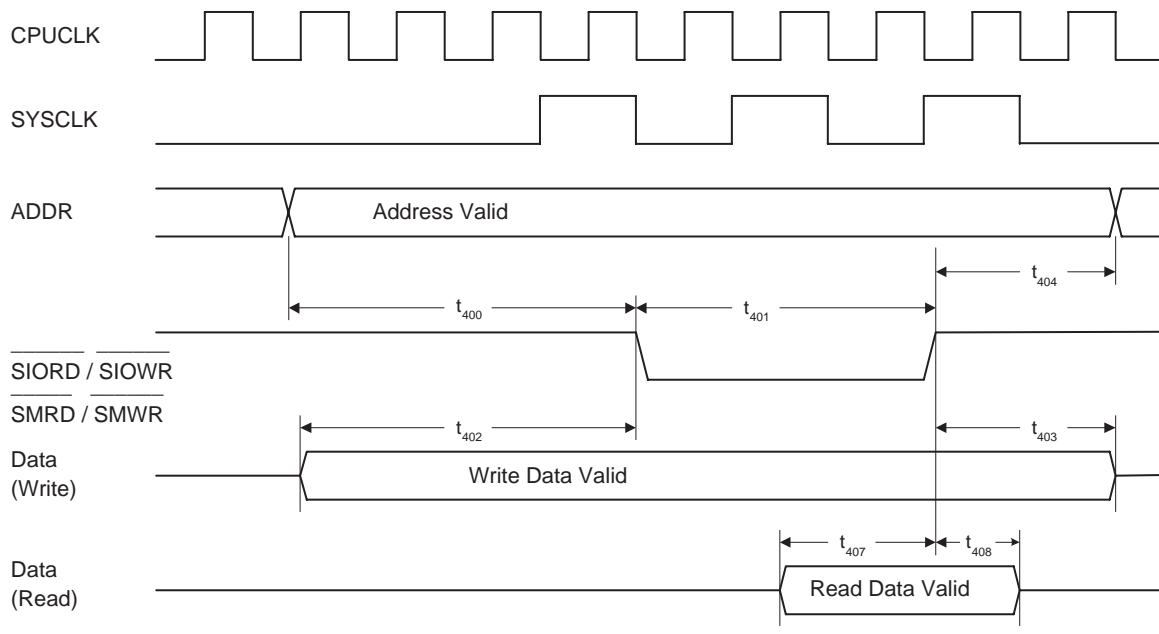 CPUCLK
SYSCLK
ADDR
Address Valid
t404
t400
t401
SIORD / SIOWR
SMRD / SMWR
t402
t403
Data
(Write)
Write Data Valid
t407
t408
Data
(Read)
Read Data Valid